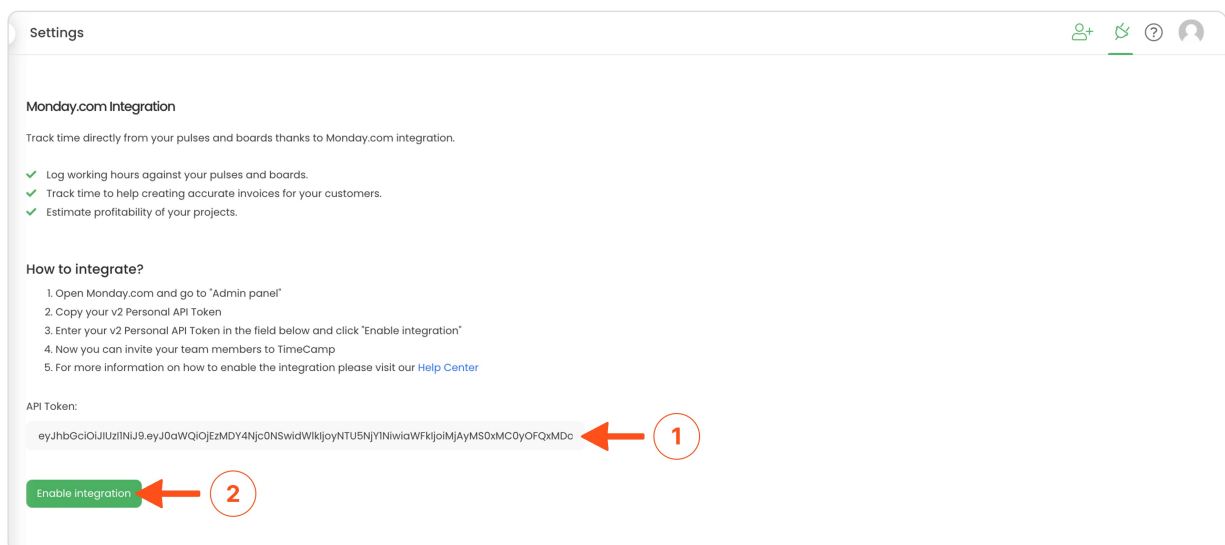 Settings
Monday.com Integration
Track time directly from your pulses and boards thanks to Monday.com integration.
Log working hours against your pulses and boards.
Track time to help creating accurate invoices for your customers.
Estimate profitability of your projects.
How to integrate?
1. Open Monday.com and go to "Admin panel"
2. Copy your v2 Personal API Token
3. Enter your v2 Personal API Token in the field below and click "Enable integration"
4. Now you can invite your team members to TimeCamp
5. For more information on how to enable the integration please visit our Help Center
API Token:
1
Enable integration
2